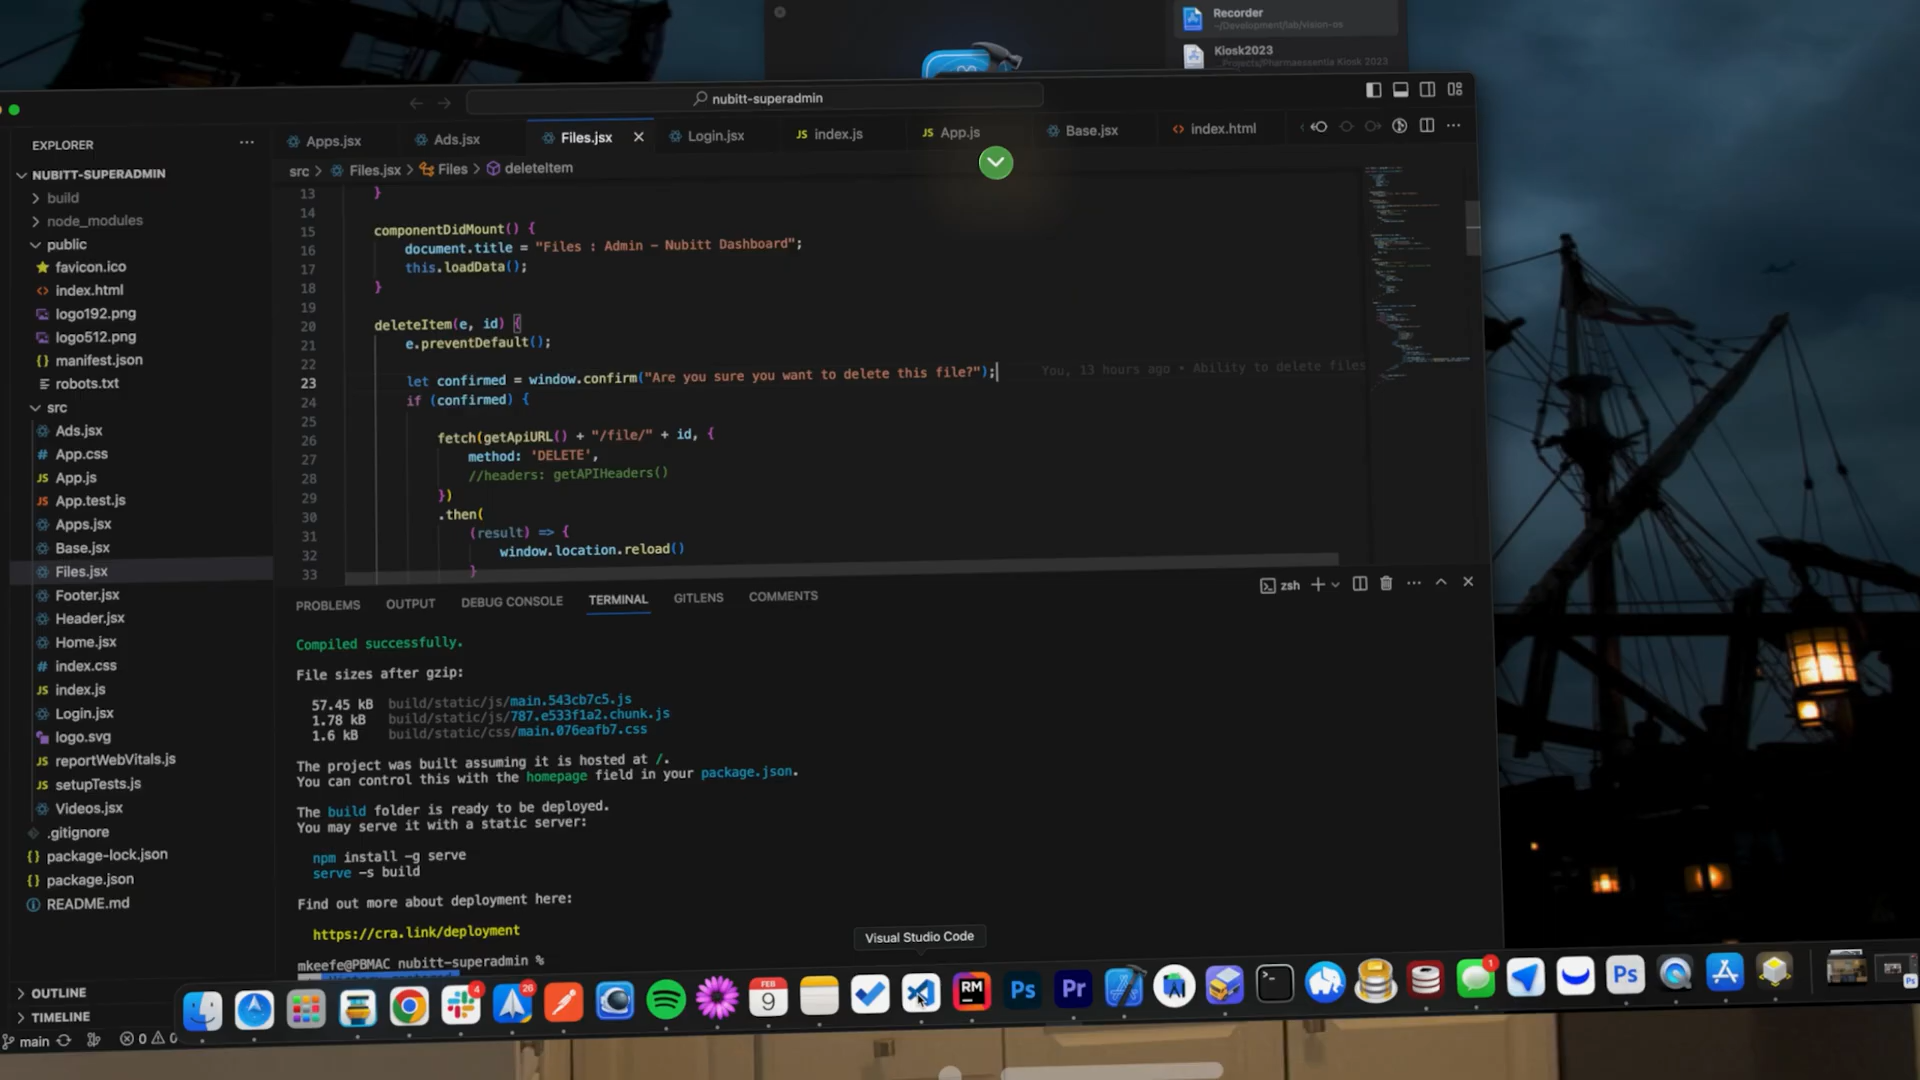 Recorder
~/Development/lab/vision-os
Kiosk2023
nubitt-superadmin
EXPLORER
Apps.jsx
Ads.jsx
Files.jsx
Login.jsx
index.js
App.js
Base.jsx
index.html
src > Files.jsx > Files > deleteItem
NUBITT-SUPERADMIN
build
node_modules
public
favicon.ico
index.html
logo192.png
logo512.png
manifest.json
robots.txt
src
Ads.jsx
App.css
App.js
App.test.js
Apps.jsx
Base.jsx
Files.jsx
Footer.jsx
Header.jsx
Home.jsx
index.css
index.js
Login.jsx
logo.svg
reportWebVitals.js
setupTests.js
Videos.jsx
.gitignore
package-lock.json
package.json
README.md
OUTLINE
TIMELINE
main
0 0
13 }
14
15 componentDidMount() {
16 document.title = "Files : Admin - Nubitt Dashboard";
17 this.loadData();
18 }
19
20 deleteItem(e, id) {
21 e.preventDefault();
22
23 let confirmed = window.confirm("Are you sure you want to delete this file?"); You, 13 hours ago • Ability to delete files
24 if (confirmed) {
25
26 fetch(getApiURL() + "/file/" + id, {
27 method: 'DELETE',
28 //headers: getAPIHeaders()
29 })
30 .then(
31 (result) => {
32 window.location.reload()
33 }
PROBLEMS
OUTPUT
DEBUG CONSOLE
TERMINAL
GITLENS
COMMENTS
zsh
Compiled successfully.
File sizes after gzip:
57.45 kB build/static/js/main.543cb7c5.js
1.78 kB build/static/js/787.e533f1a2.chunk.js
1.6 kB build/static/css/main.076eafb7.css
The project was built assuming it is hosted at /.
You can control this with the homepage field in your package.json.
The build folder is ready to be deployed.
You may serve it with a static server:
npm install -g serve
serve -s build
Find out more about deployment here:
https://cra.link/deployment
mkeefe@PBMAC nubitt-superadmin %
Visual Studio Code
4
26
FEB
9
RM
Ps
Pr
1
Ps